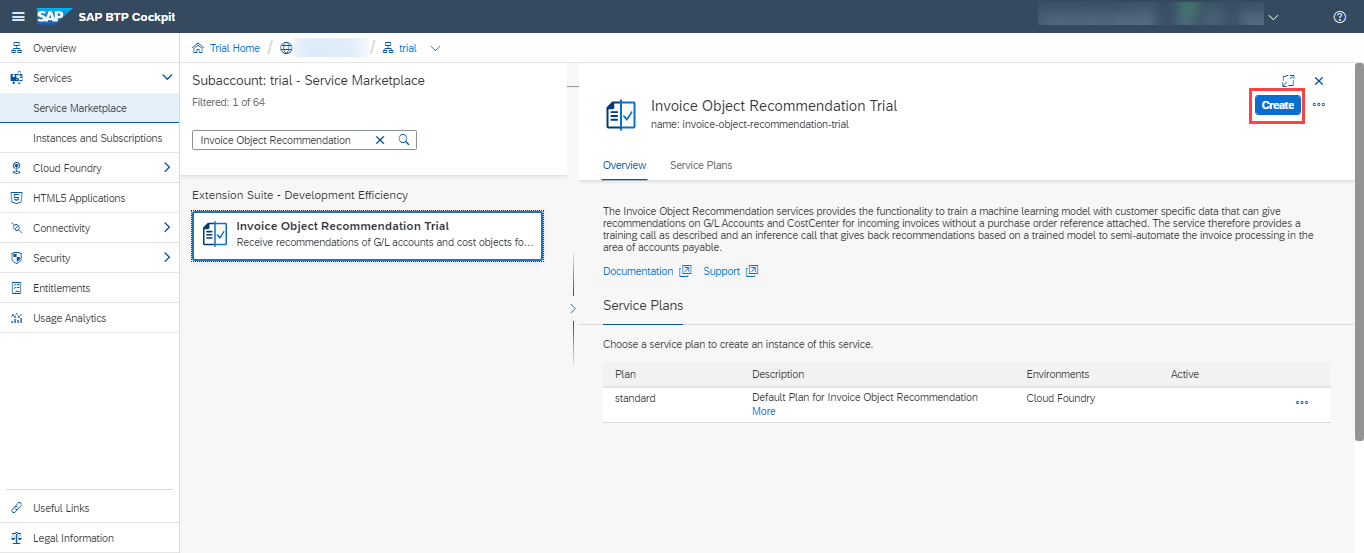 SAP SAP BTP Cockpit
Overview
Services
Service Marketplace
Instances and Subscriptions
Cloud Foundry
HTML5 Applications
Connectivity
Security
Entitlements
Usage Analytics
Useful Links
Legal Information
Trial Home / / trial
Subaccount: trial - Service Marketplace
Filtered: 1 of 64
Invoice Object Recommendation
Extension Suite - Development Efficiency
Invoice Object Recommendation Trial
Receive recommendations of G/L accounts and cost objects fo...
Invoice Object Recommendation Trial
name: invoice-object-recommendation-trial
Create
Overview Service Plans
The Invoice Object Recommendation services provides the functionality to train a machine learning model with customer specific data that can give
recommendations on G/L Accounts and CostCenter for incoming invoices without a purchase order reference attached. The service therefore provides a
training call as described and an inference call that gives back recommendations based on a trained model to semi-automate the invoice processing in the
area of accounts payable.
Documentation Support
Service Plans
Choose a service plan to create an instance of this service.
Plan Description Environments Active
standard Default Plan for Invoice Object Recommendation Cloud Foundry
More